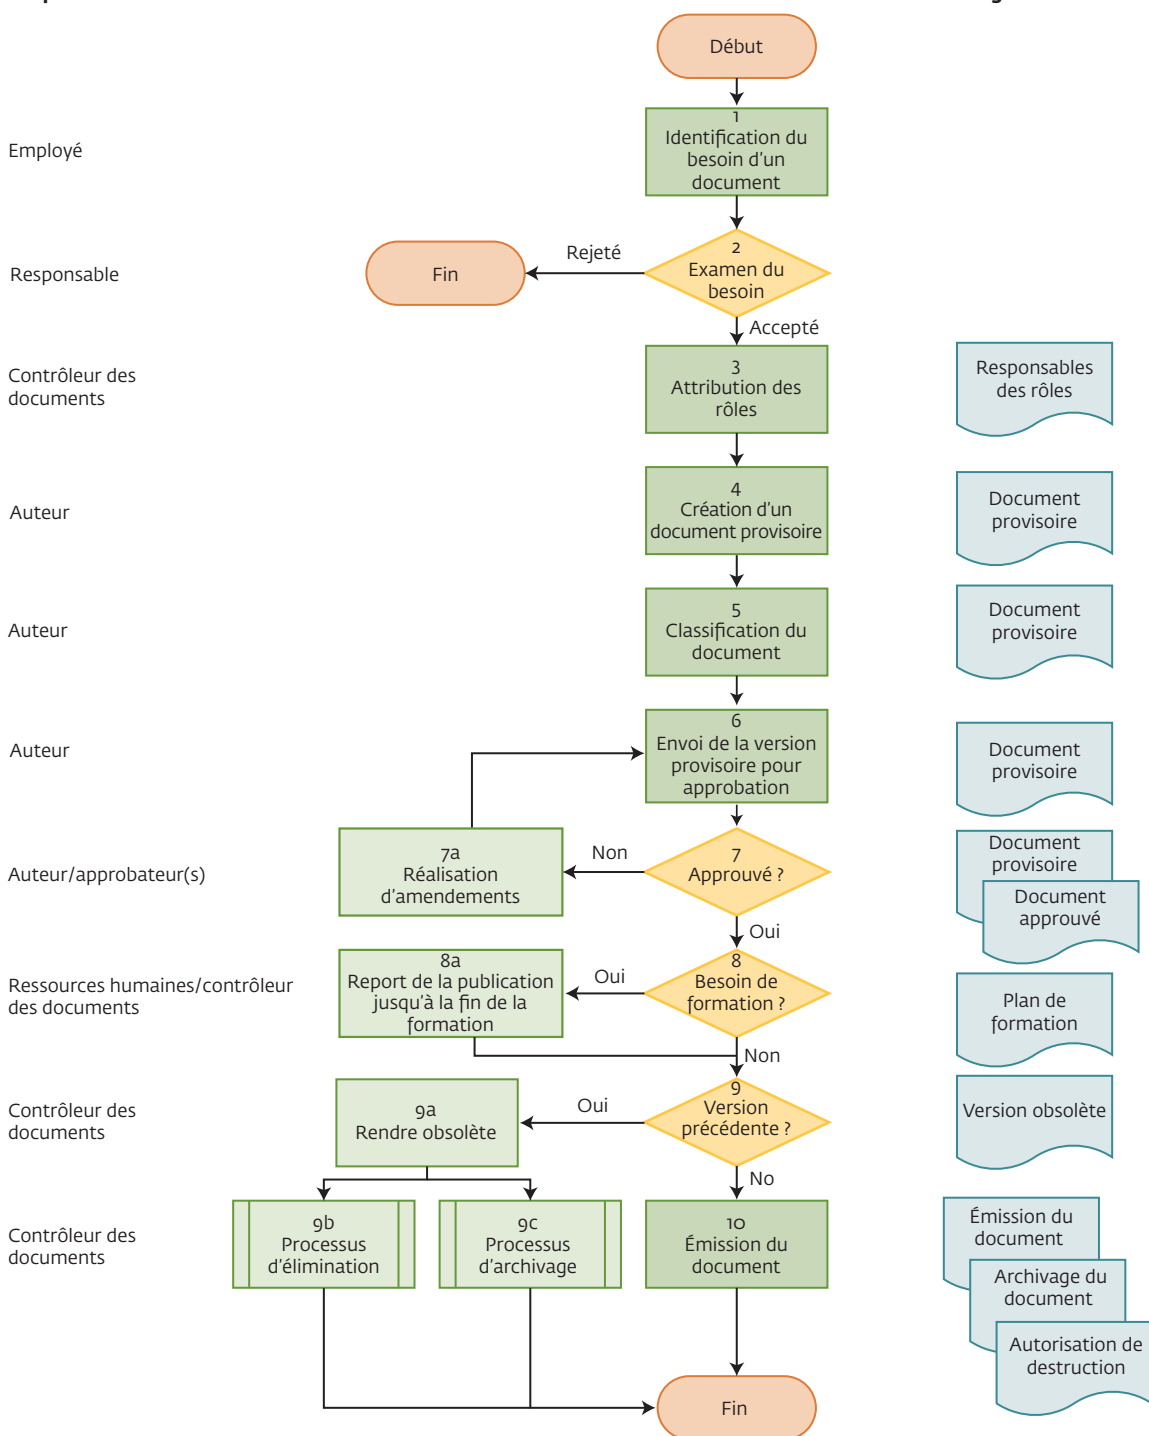 Début
Employé
1
Identification du
besoin d'un
document
Responsable
Fin
Rejeté
2
Examen du
besoin
Accepté
Contrôleur des
documents
3
Attribution des
rôles
Responsables
des rôles
Auteur
4
Création d'un
document provisoire
Document
provisoire
Auteur
5
Classification du
document
Document
provisoire
Auteur
6
Envoi de la version
provisoire pour
approbation
Document
provisoire
Auteur/approbateur(s)
7a
Réalisation
d'amendements
Non
7
Approuvé ?
Oui
Document
provisoire
Document
approuvé
Ressources humaines/contrôleur
des documents
8a
Report de la publication
jusqu'à la fin de la
formation
Oui
8
Besoin de
formation ?
Non
Plan de
formation
Contrôleur des
documents
9a
Rendre obsolète
Oui
9
Version
précédente ?
No
Version obsolète
Contrôleur des
documents
9b
Processus
d'élimination
9c
Processus
d'archivage
10
Émission du
document
Émission du
document
Archivage du
document
Autorisation de
destruction
Fin